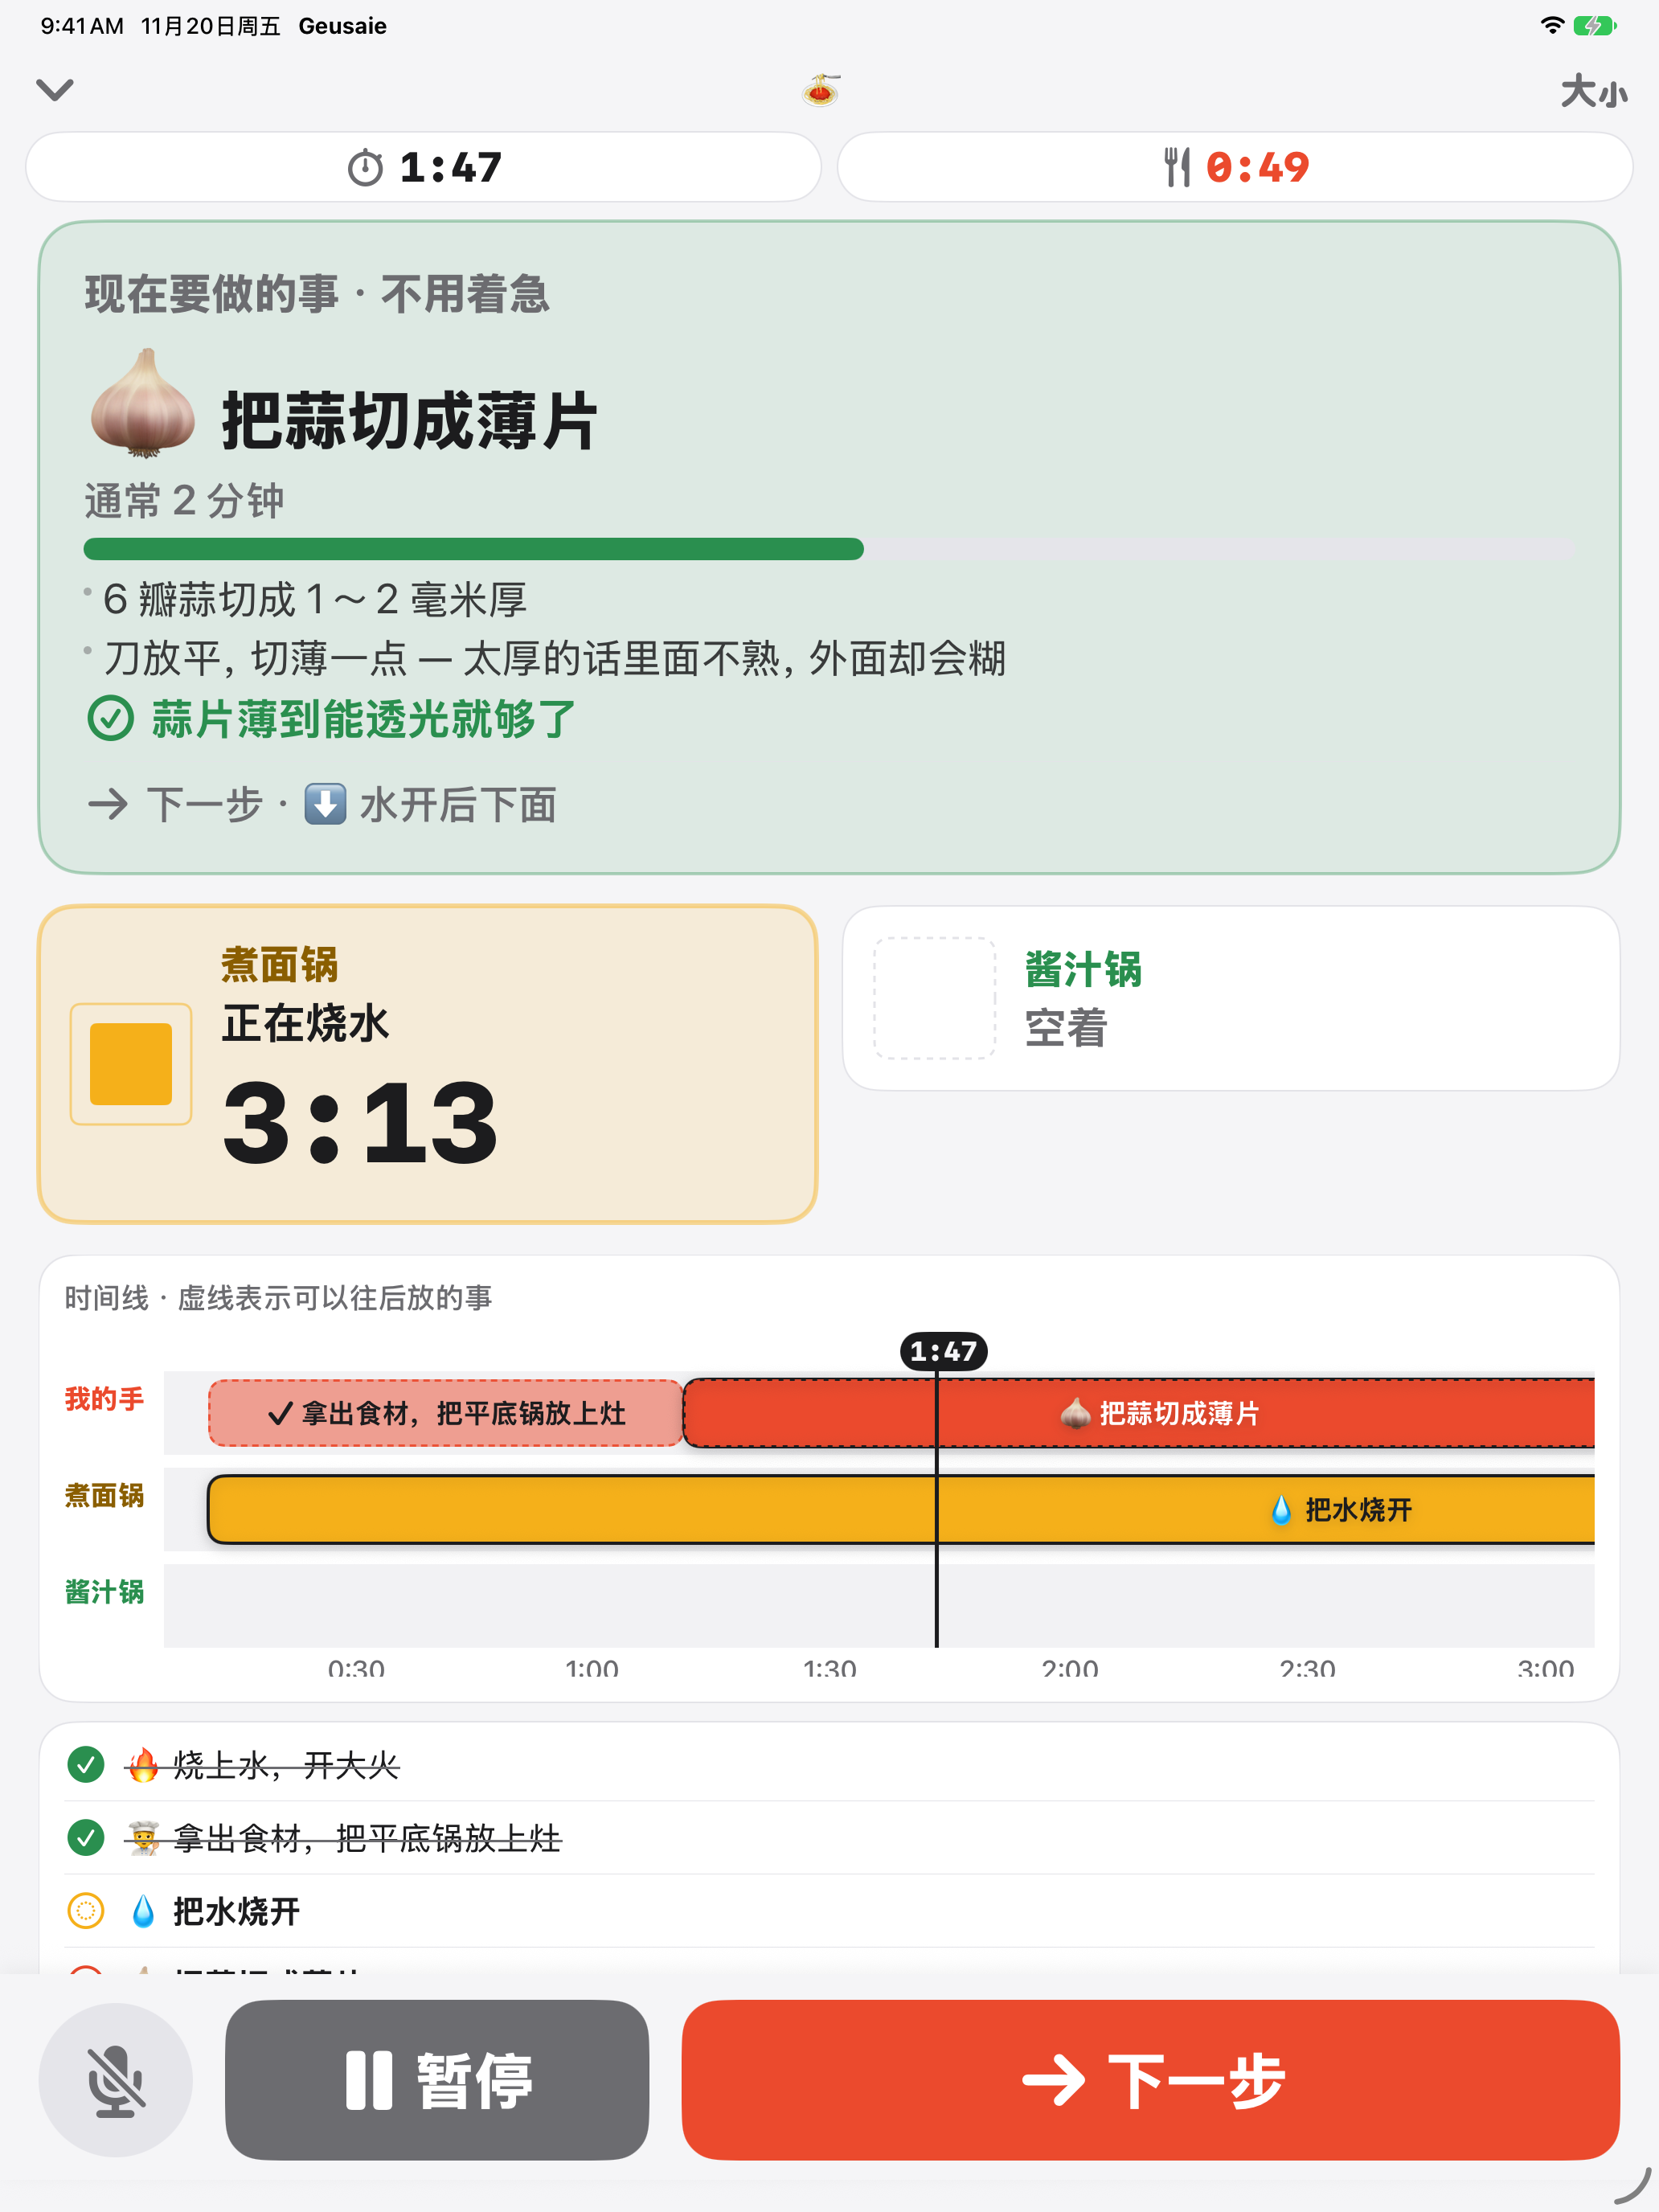 9:41 AM 11月20日周五 Geusaie
大小
1:47
0:49
现在要做的事 · 不用着急
把蒜切成薄片
通常 2 分钟
6 瓣蒜切成 1～2 毫米厚
刀放平，切薄一点 — 太厚的话里面不熟，外面却会糊
蒜片薄到能透光就够了
→ 下一步 · ⬇️ 水开后下面
煮面锅
正在烧水
3:13
酱汁锅
空着
时间线 · 虚线表示可以往后放的事
1:47
我的手
✓ 拿出食材，把平底锅放上灶
把蒜切成薄片
煮面锅
把水烧开
酱汁锅
0:30 1:00 1:30 2:00 2:30 3:00
烧上水，开大火
拿出食材，把平底锅放上灶
把水烧开
暂停
→ 下一步